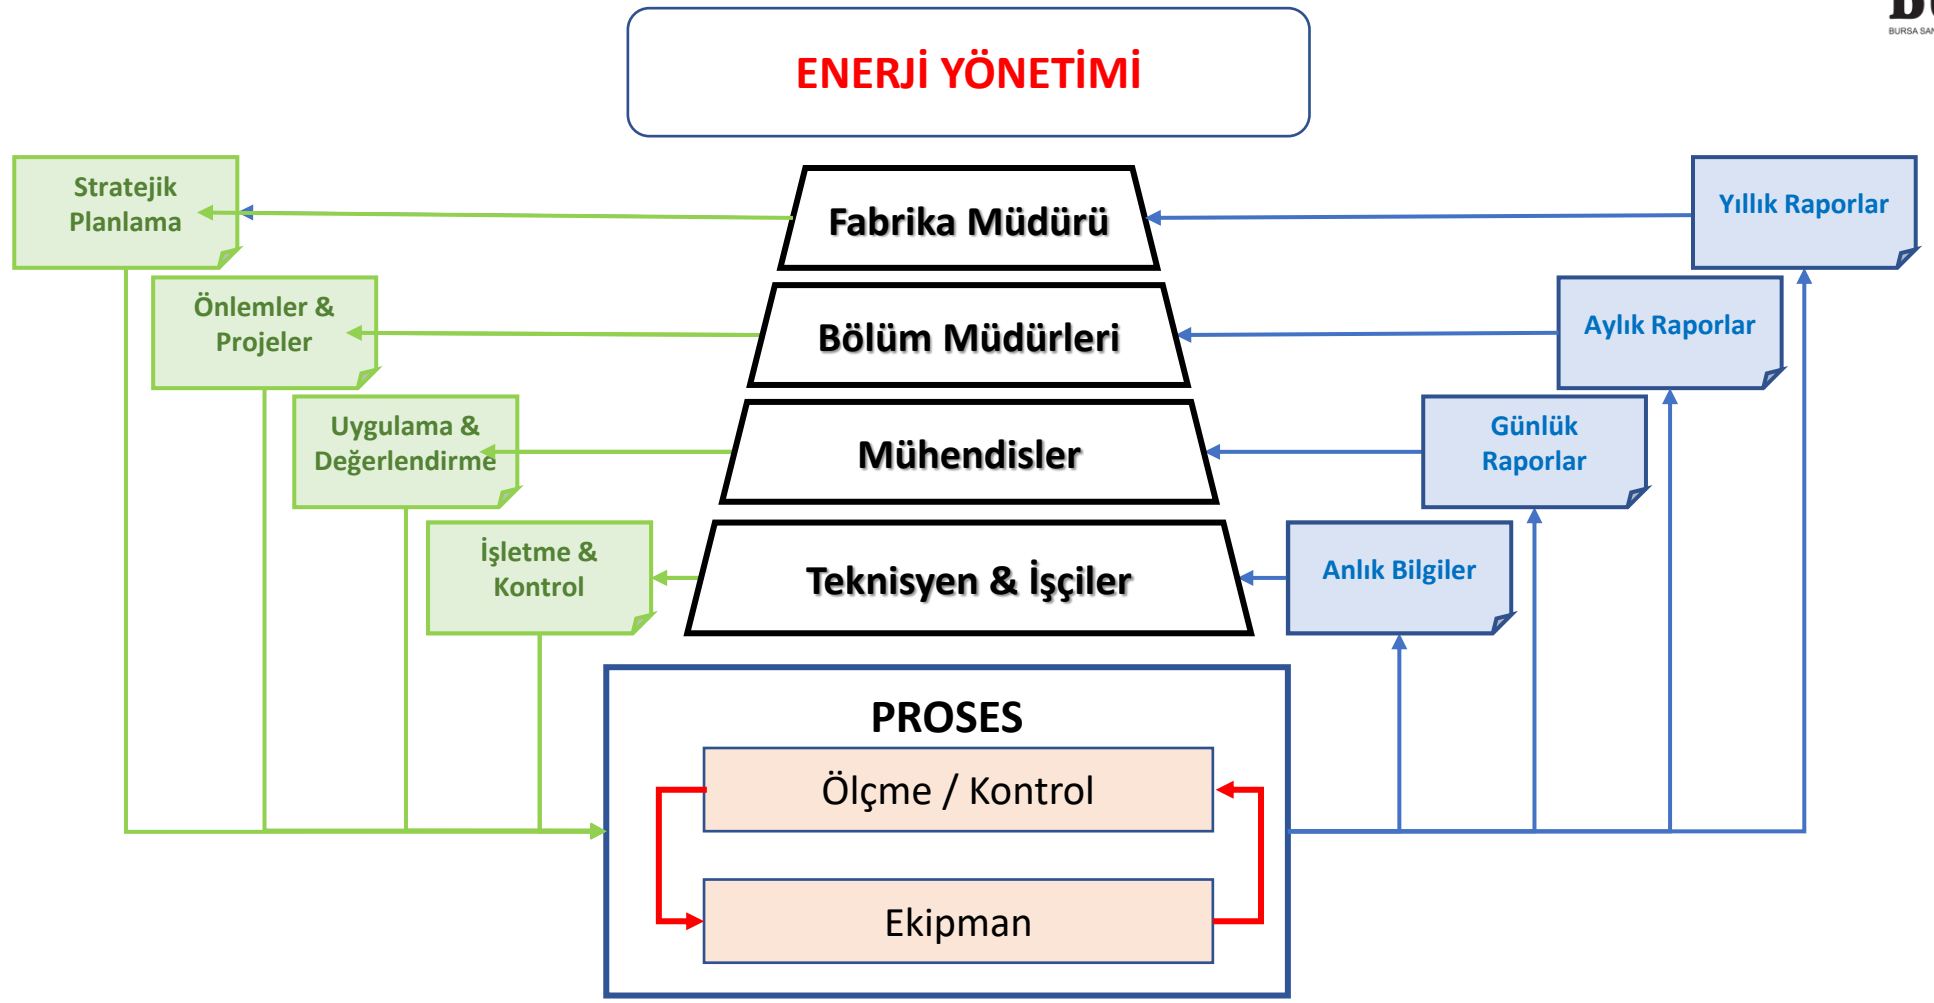 ENERJİ YÖNETİMİ
Stratejik
Planlama
Fabrika Müdürü
Yıllık Raporlar
Önlemler &
Projeler
Bölüm Müdürleri
Aylık Raporlar
Uygulama &
Değerlendirme
Mühendisler
Günlük
Raporlar
İşletme &
Kontrol
Teknisyen & İşçiler
Anlık Bilgiler
PROSES
Ölçme / Kontrol
Ekipman
BURSA